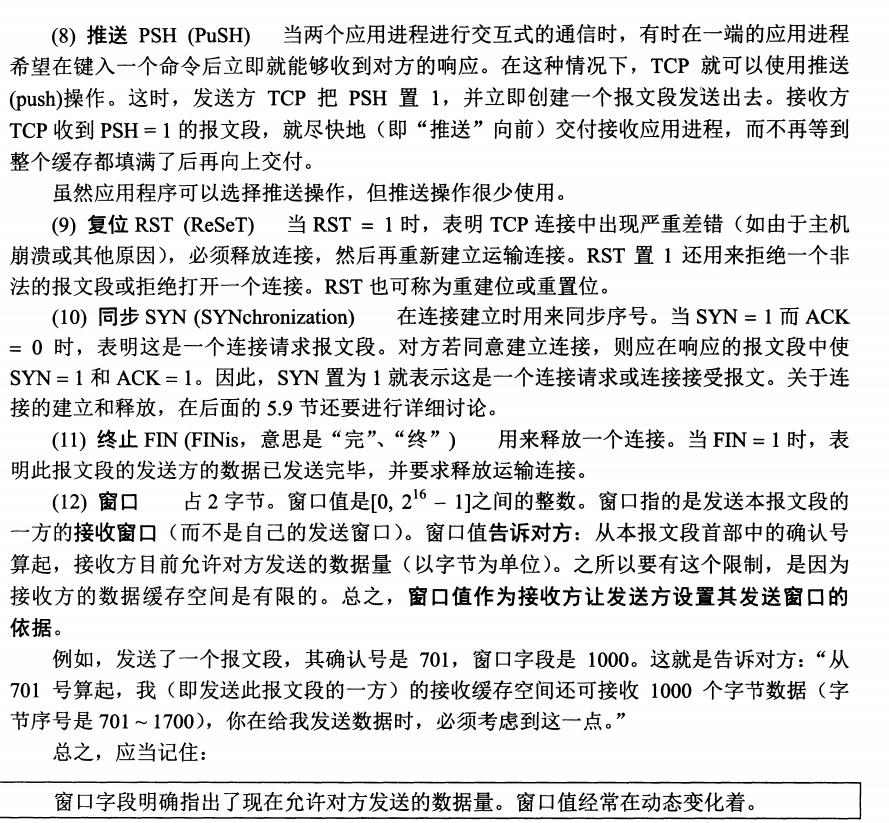 (8) 推送 PSH (PuSH) 当两个应用进程进行交互式的通信时，有时在一端的应用进程
希望在键入一个命令后立即就能够收到对方的响应。在这种情况下，TCP 就可以使用推送
(push)操作。这时，发送方 TCP 把 PSH 置 1，并立即创建一个报文段发送出去。接收方
TCP 收到 PSH = 1 的报文段，就尽快地（即“推送”向前）交付接收应用进程，而不再等到
整个缓存都填满了后再向上交付。
虽然应用程序可以选择推送操作，但推送操作很少使用。
(9) 复位 RST (ReSeT) 当 RST = 1 时，表明 TCP 连接中出现严重差错（如由于主机
崩溃或其他原因），必须释放连接，然后再重新建立运输连接。RST 置 1 还用来拒绝一个非
法的报文段或拒绝打开一个连接。RST 也可称为重建位或重置位。
(10) 同步 SYN (SYNchronization) 在连接建立时用来同步序号。当 SYN = 1 而 ACK
= 0 时，表明这是一个连接请求报文段。对方若同意建立连接，则应在响应的报文段中使
SYN = 1 和 ACK = 1。因此，SYN 置为 1 就表示这是一个连接请求或连接接受报文。关于连
接的建立和释放，在后面的 5.9 节还要进行详细讨论。
(11) 终止 FIN (FINis，意思是“完”、“终”) 用来释放一个连接。当 FIN = 1 时，表
明此报文段的发送方的数据已发送完毕，并要求释放运输连接。
(12) 窗口 占 2 字节。窗口值是[0, 2¹⁶ – 1]之间的整数。窗口指的是发送本报文段的
一方的接收窗口（而不是自己的发送窗口）。窗口值告诉对方：从本报文段首部中的确认号
算起，接收方目前允许对方发送的数据量（以字节为单位）。之所以要有这个限制，是因为
接收方的数据缓存空间是有限的。总之，窗口值作为接收方让发送方设置其发送窗口的
依据。
例如，发送了一个报文段，其确认号是 701，窗口字段是 1000。这就是告诉对方：“从
701 号算起，我（即发送此报文段的一方）的接收缓存空间还可接收 1000 个字节数据（字
节序号是 701 ~ 1700），你在给我发送数据时，必须考虑到这一点。”
总之，应当记住：
窗口字段明确指出了现在允许对方发送的数据量。窗口值经常在动态变化着。